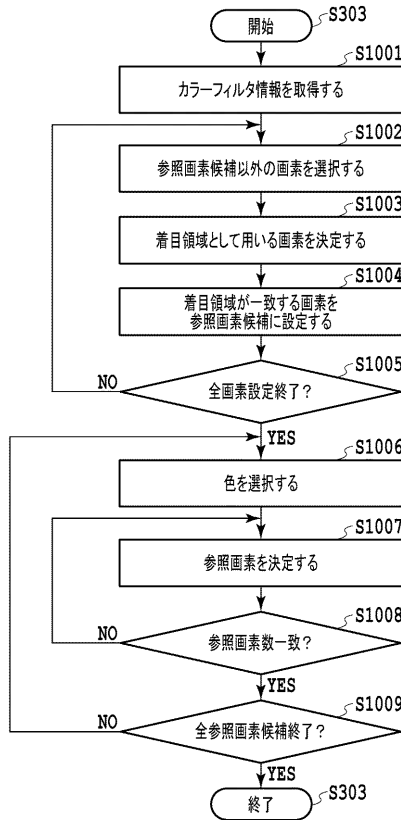 開始
S303
S1001
カラーフィルタ情報を取得する
S1002
参照画素候補以外の画素を選択する
S1003
着目領域として用いる画素を決定する
S1004
着目領域が一致する画素を
参照画素候補に設定する
S1005
全画素設定終了?
NO
YES
S1006
色を選択する
S1007
参照画素を決定する
S1008
参照画素数一致?
NO
YES
S1009
全参照画素候補終了?
NO
YES
終了
S303